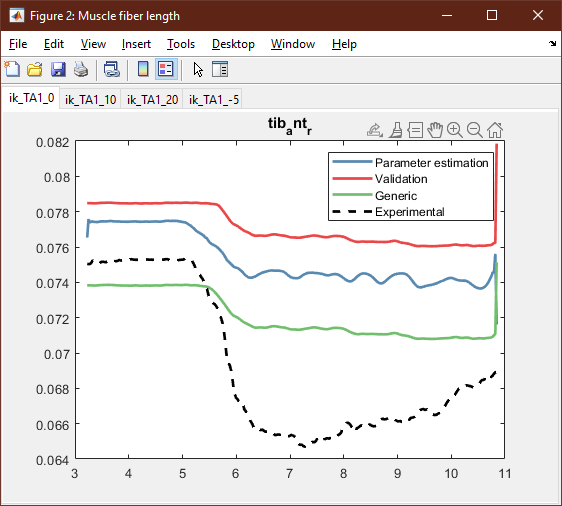 Figure 2: Muscle fiber length
File Edit View Insert Tools Desktop Window Help
ik_TA1_0 ik_TA1_10 ik_TA1_20 ik_TA1_-5
tib_ant_r
0.082
0.08
0.078
0.076
0.074
0.072
0.07
0.068
0.066
0.064
Parameter estimation
Validation
Generic
Experimental
3 4 5 6 7 8 9 10 11